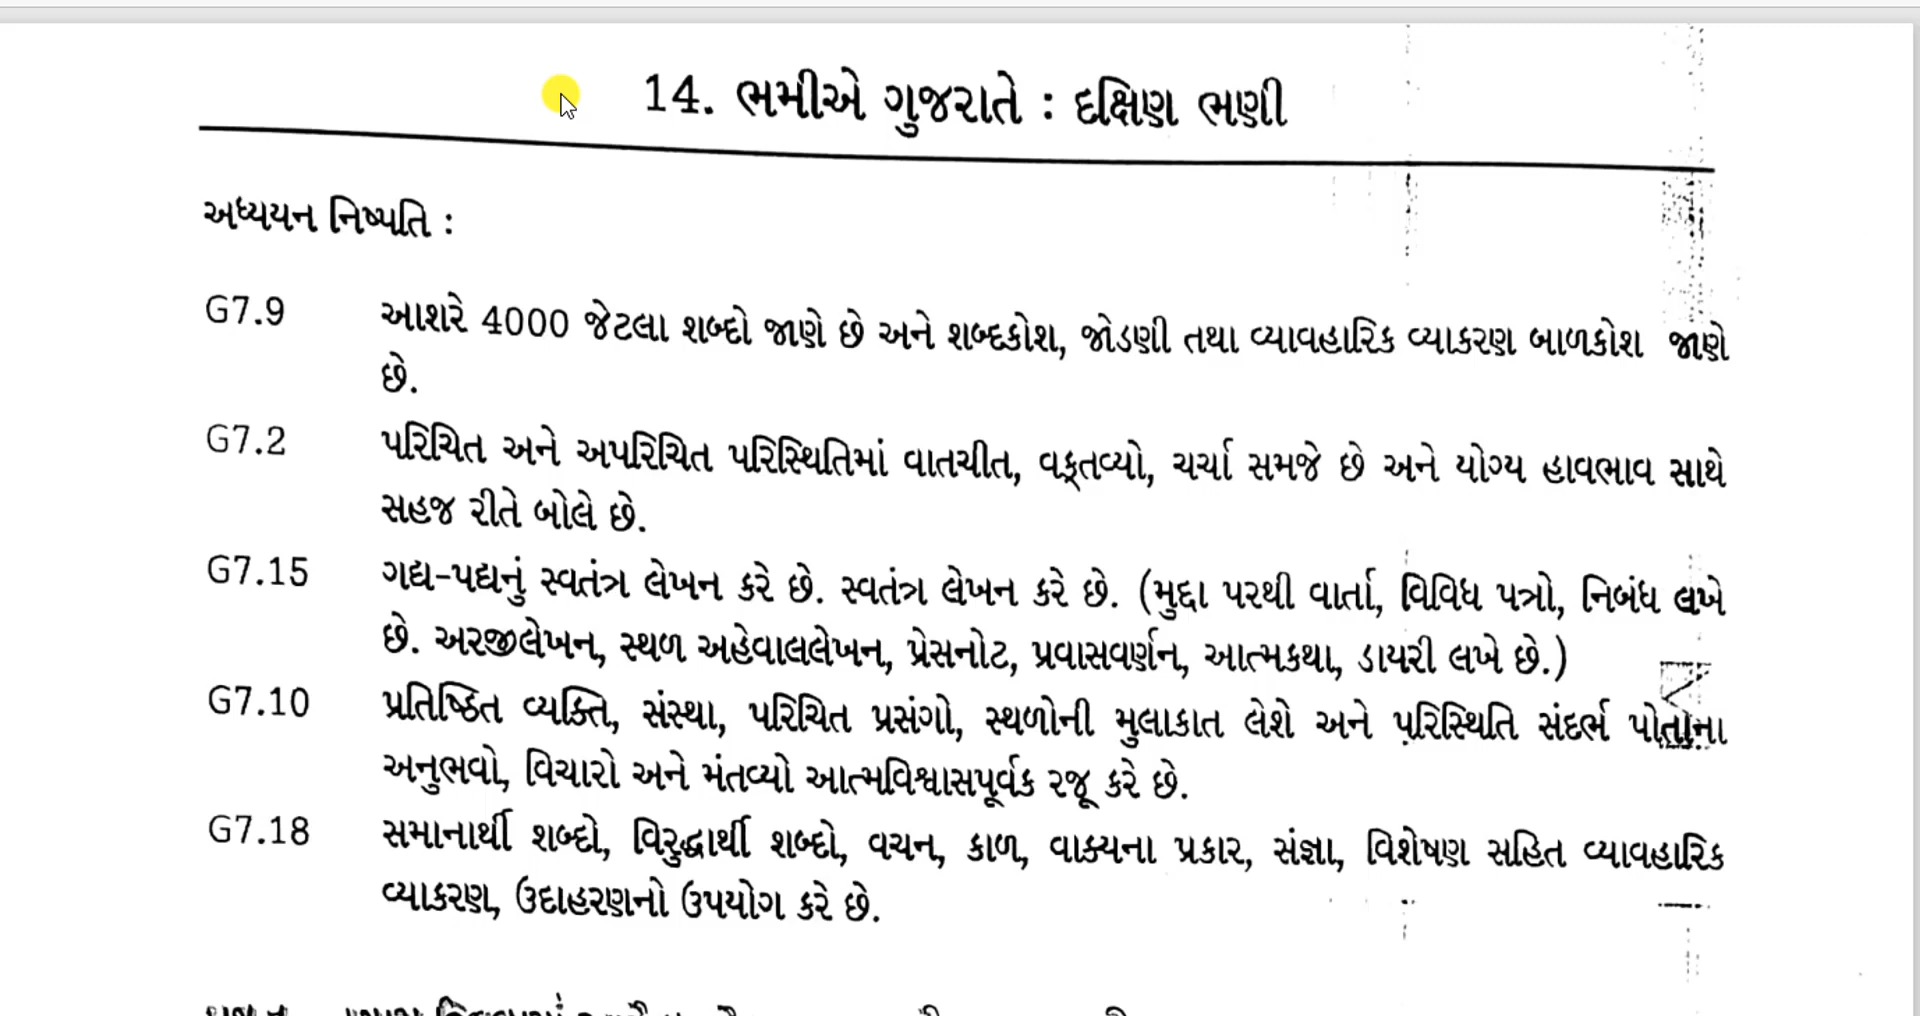 14. ભમીએ ગુજરાતે : દક્ષિણ ભણી
અધ્યયન નિષ્પતિ :
G7.9 આશરે 4000 જેટલા શબ્દો જાણે છે અને શબ્દકોશ, જોડણી તથા વ્યાવહારિક વ્યાકરણ બાળકોશ જાણે
છે.
G7.2 પરિચિત અને અપરિચિત પરિસ્થિતિમાં વાતચીત, વક્તવ્યો, ચર્ચા સમજે છે અને યોગ્ય હાવભાવ સાથે
સહજ રીતે બોલે છે.
G7.15 ગદ્ય-પદ્યનું સ્વતંત્ર લેખન કરે છે. સ્વતંત્ર લેખન કરે છે. (મુદ્દા પરથી વાર્તા, વિવિધ પત્રો, નિબંધ લખે
છે. અરજીલેખન, સ્થળ અહેવાલલેખન, પ્રેસનોટ, પ્રવાસવર્ણન, આત્મકથા, ડાયરી લખે છે.)
G7.10 પ્રતિષ્ઠિત વ્યક્તિ, સંસ્થા, પરિચિત પ્રસંગો, સ્થળોની મુલાકાત લેશે અને પરિસ્થિતિ સંદર્ભ પોતાના
અનુભવો, વિચારો અને મંતવ્યો આત્મવિશ્વાસપૂર્વક રજૂ કરે છે.
G7.18 સમાનાર્થી શબ્દો, વિરુદ્ધાર્થી શબ્દો, વચન, કાળ, વાક્યના પ્રકાર, સંજ્ઞા, વિશેષણ સહિત વ્યાવહારિક
વ્યાકરણ, ઉદાહરણનો ઉપયોગ કરે છે.